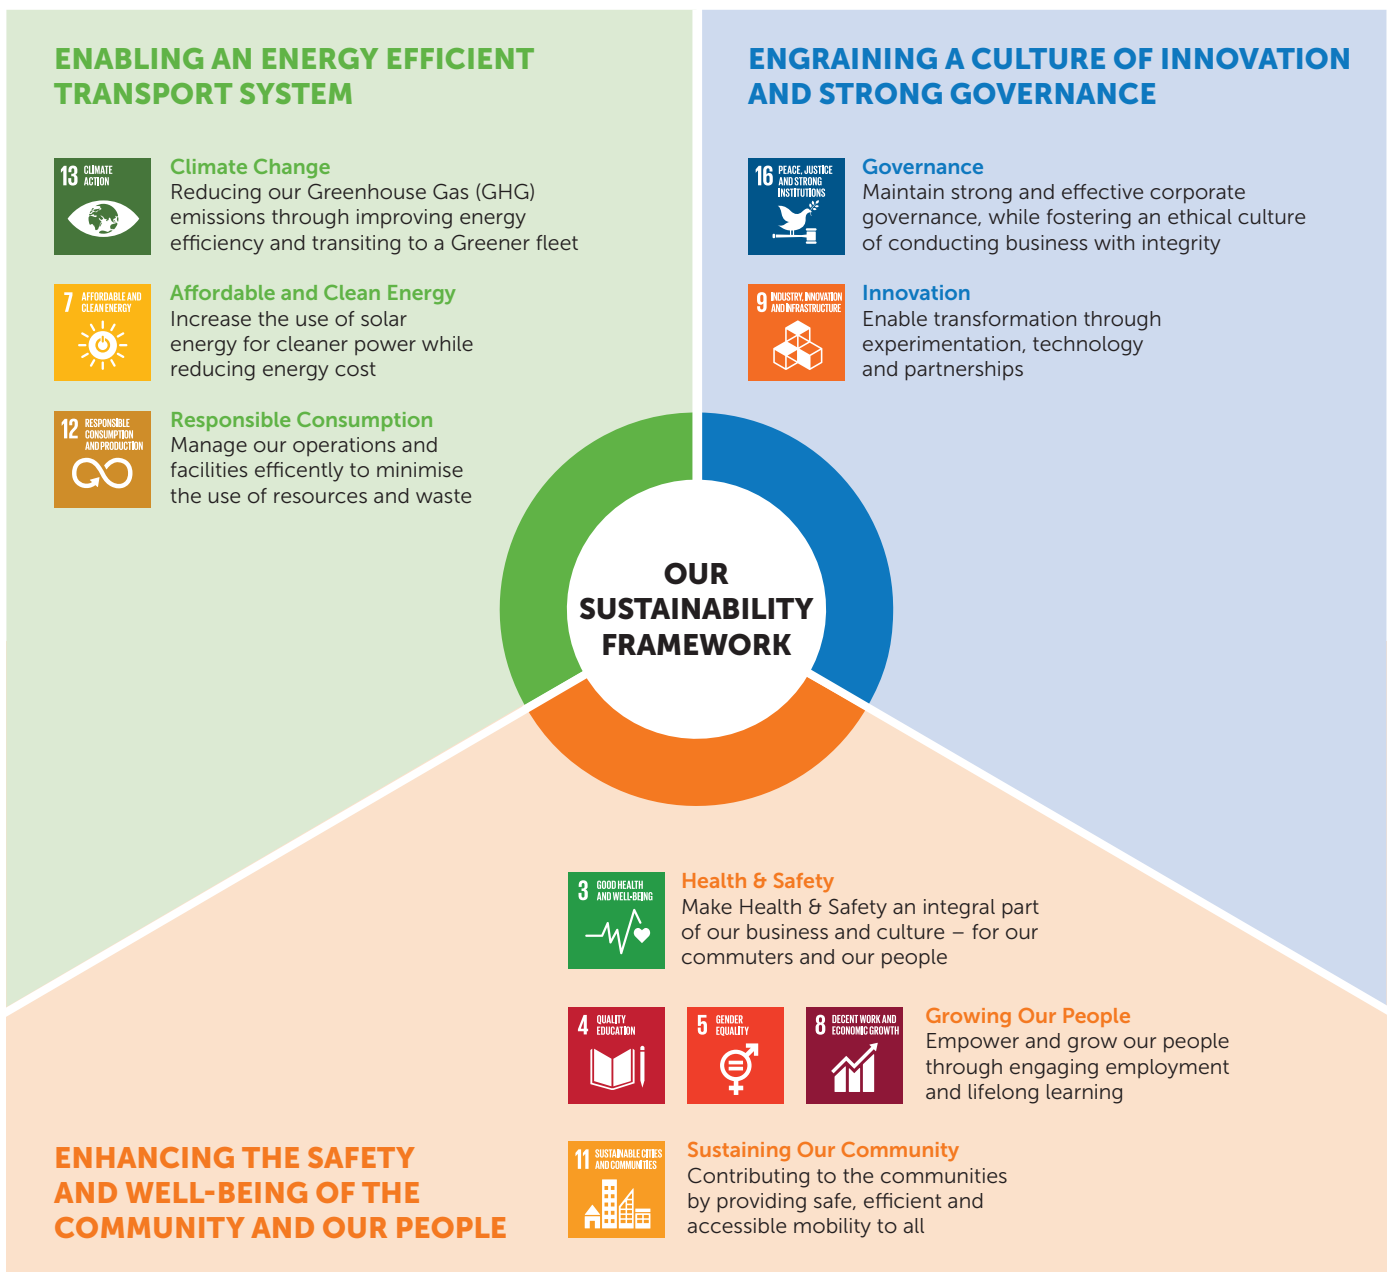 ENABLING AN ENERGY EFFICIENT
TRANSPORT SYSTEM
13 CLIMATE
ACTION
Climate Change
Reducing our Greenhouse Gas (GHG)
emissions through improving energy
efficiency and transiting to a Greener fleet
7 AFFORDABLE AND
CLEAN ENERGY
Affordable and Clean Energy
Increase the use of solar
energy for cleaner power while
reducing energy cost
12 RESPONSIBLE
CONSUMPTION
AND PRODUCTION
Responsible Consumption
Manage our operations and
facilities efficently to minimise
the use of resources and waste
ENGRAINING A CULTURE OF INNOVATION
AND STRONG GOVERNANCE
16 PEACE, JUSTICE
AND STRONG
INSTITUTIONS
Governance
Maintain strong and effective corporate
governance, while fostering an ethical culture
of conducting business with integrity
9 INDUSTRY, INNOVATION
AND INFRASTRUCTURE
Innovation
Enable transformation through
experimentation, technology
and partnerships
OUR
SUSTAINABILITY
FRAMEWORK
3 GOOD HEALTH
AND WELL-BEING
Health & Safety
Make Health & Safety an integral part
of our business and culture – for our
commuters and our people
4 QUALITY
EDUCATION
5 GENDER
EQUALITY
8 DECENT WORK AND
ECONOMIC GROWTH
Growing Our People
Empower and grow our people
through engaging employment
and lifelong learning
ENHANCING THE SAFETY
AND WELL-BEING OF THE
COMMUNITY AND OUR PEOPLE
11 SUSTAINABLE CITIES
AND COMMUNITIES
Sustaining Our Community
Contributing to the communities
by providing safe, efficient and
accessible mobility to all